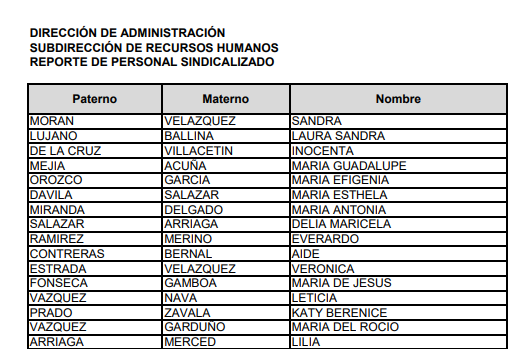 DIRECCIÓN DE ADMINISTRACIÓN
SUBDIRECCIÓN DE RECURSOS HUMANOS
REPORTE DE PERSONAL SINDICALIZADO
Paterno Materno Nombre
MORAN VELAZQUEZ SANDRA
LUJANO BALLINA LAURA SANDRA
DE LA CRUZ VILLACETIN INOCENTA
MEJIA ACUÑA MARIA GUADALUPE
OROZCO GARCIA MARIA EFIGENIA
DAVILA SALAZAR MARIA ESTHELA
MIRANDA DELGADO MARIA ANTONIA
SALAZAR ARRIAGA DELIA MARICELA
RAMIREZ MERINO EVERARDO
CONTRERAS BERNAL AIDE
ESTRADA VELAZQUEZ VERONICA
FONSECA GAMBOA MARIA DE JESUS
VAZQUEZ NAVA LETICIA
PRADO ZAVALA KATY BERENICE
VAZQUEZ GARDUÑO MARIA DEL ROCIO
ARRIAGA MERCED LILIA